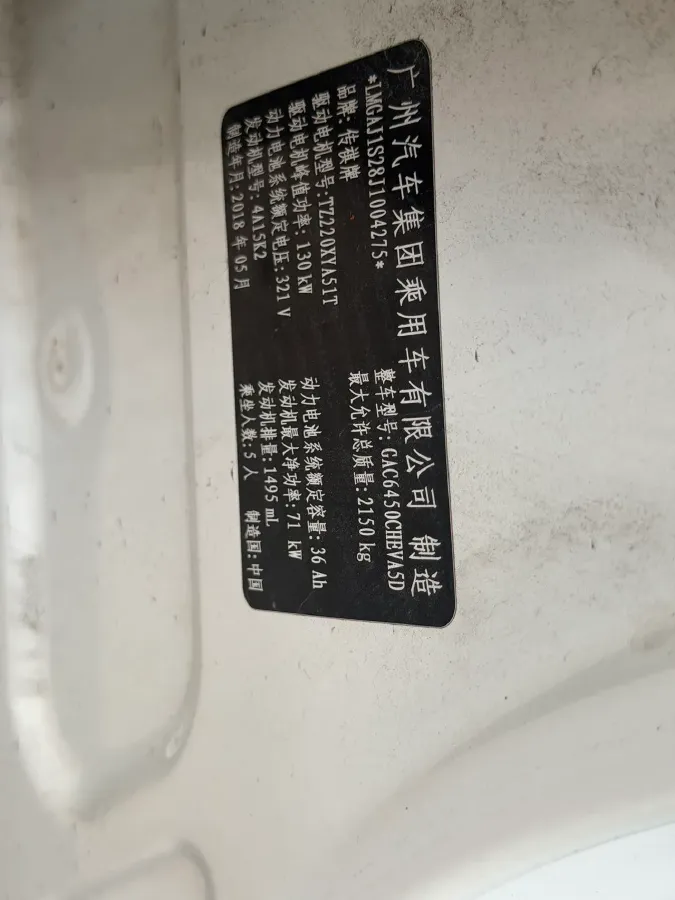 广州汽车集团乘用车有限公司 制造
*LMGAJ1S28J1004275* 整车型号:GAC6450CHEVA5D
品牌:传祺牌 最大允许总质量:2150 kg
驱动电机型号:TZ220XYA51T
驱动电机峰值功率:130 kW 动力电池系统额定容量:36 Ah
动力电池系统额定电压:321 V 发动机最大净功率:71 kW
发动机型号:4A15K2 发动机排量:1495 mL
制造年月:2018 年 05 月 乘坐人数:5 人 制造国:中国